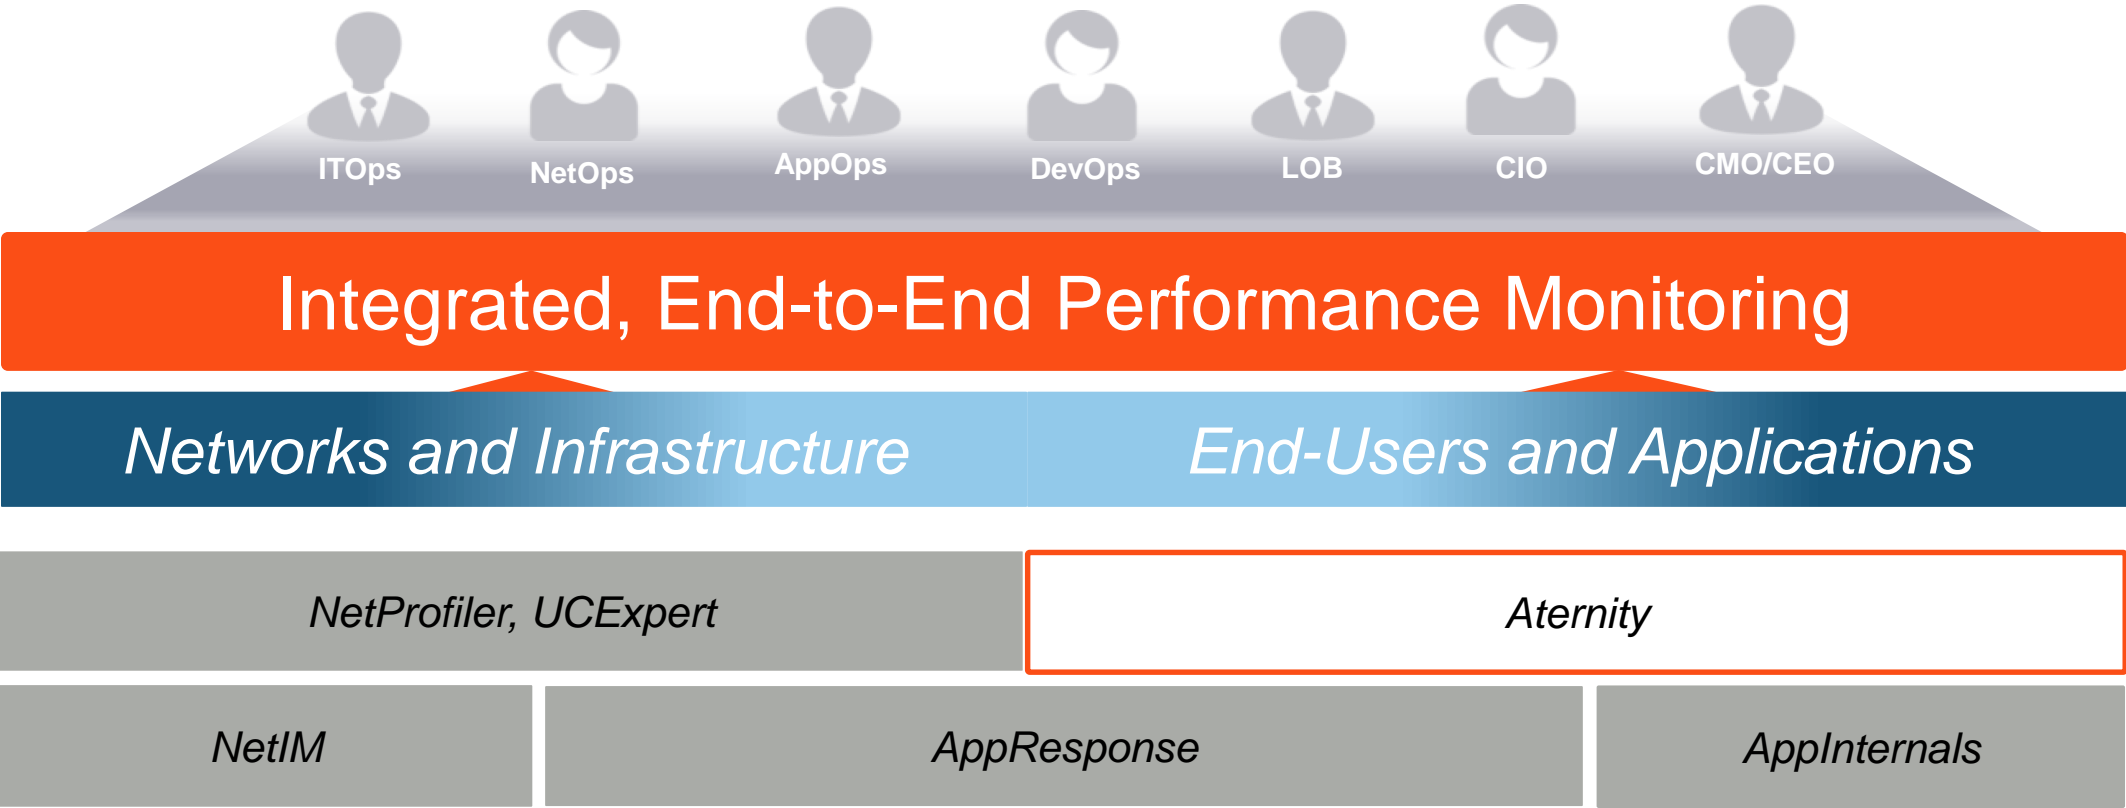 ITOps
NetOps
AppOps
DevOps
LOB
CIO
CMO/CEO
Integrated, End-to-End Performance Monitoring
Networks and Infrastructure
End-Users and Applications
NetProfiler, UCExpert
Aternity
NetIM
AppResponse
AppInternals